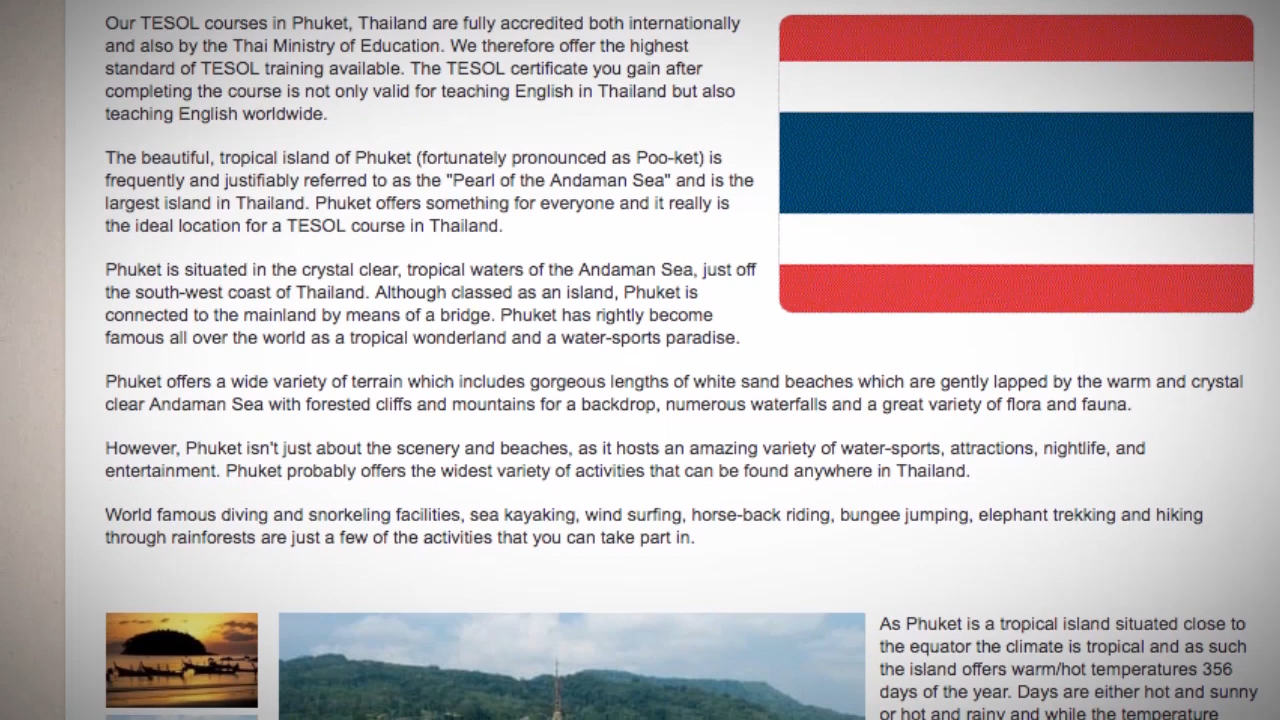 Our TESOL courses in Phuket, Thailand are fully accredited both internationally
and also by the Thai Ministry of Education. We therefore offer the highest
standard of TESOL training available. The TESOL certificate you gain after
completing the course is not only valid for teaching English in Thailand but also
teaching English worldwide.
The beautiful, tropical island of Phuket (fortunately pronounced as Poo-ket) is
frequently and justifiably referred to as the "Pearl of the Andaman Sea" and is the
largest island in Thailand. Phuket offers something for everyone and it really is
the ideal location for a TESOL course in Thailand.
Phuket is situated in the crystal clear, tropical waters of the Andaman Sea, just off
the south-west coast of Thailand. Although classed as an island, Phuket is
connected to the mainland by means of a bridge. Phuket has rightly become
famous all over the world as a tropical wonderland and a water-sports paradise.
Phuket offers a wide variety of terrain which includes gorgeous lengths of white sand beaches which are gently lapped by the warm and crystal
clear Andaman Sea with forested cliffs and mountains for a backdrop, numerous waterfalls and a great variety of flora and fauna.
However, Phuket isn't just about the scenery and beaches, as it hosts an amazing variety of water-sports, attractions, nightlife, and
entertainment. Phuket probably offers the widest variety of activities that can be found anywhere in Thailand.
World famous diving and snorkeling facilities, sea kayaking, wind surfing, horse-back riding, bungee jumping, elephant trekking and hiking
through rainforests are just a few of the activities that you can take part in.
As Phuket is a tropical island situated close to
the equator the climate is tropical and as such
the island offers warm/hot temperatures 356
days of the year. Days are either hot and sunny
or hot and rainy and while the temperature